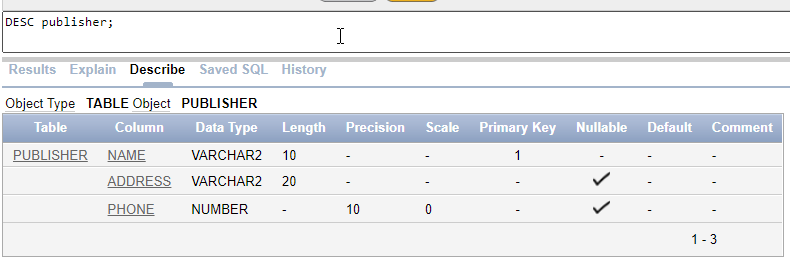 DESC publisher;
Results Explain Describe Saved SQL History
Object Type TABLE Object PUBLISHER
Table Column Data Type Length Precision Scale Primary Key Nullable Default Comment
PUBLISHER NAME VARCHAR2 10 - - 1 - - -
ADDRESS VARCHAR2 20 - - - ✓ - -
PHONE NUMBER - 10 0 - ✓ - -
1 - 3